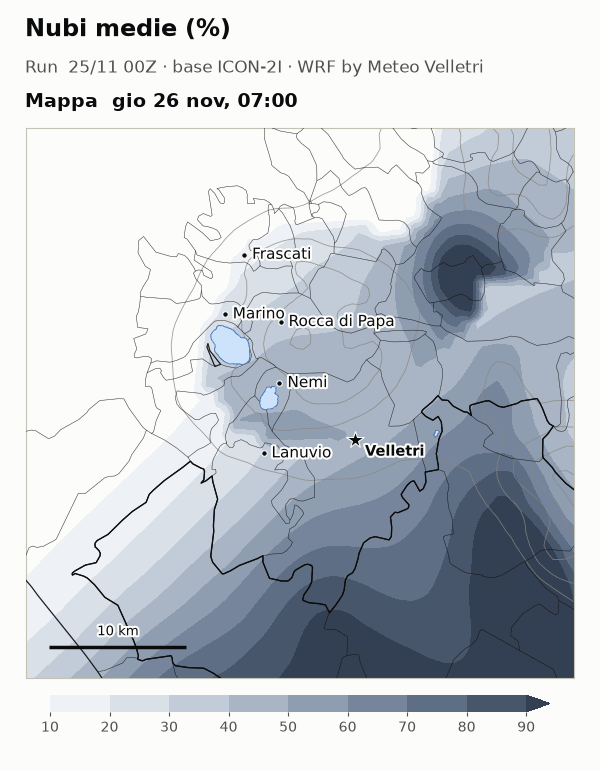 Nubi medie (%)
Run  25/11 00Z · base ICON-2I · WRF by Meteo Velletri
Mappa  gio 26 nov, 07:00
Frascati
Marino
Rocca di Papa
Nemi
Velletri
Lanuvio
10 km
10 20 30 40 50 60 70 80 90